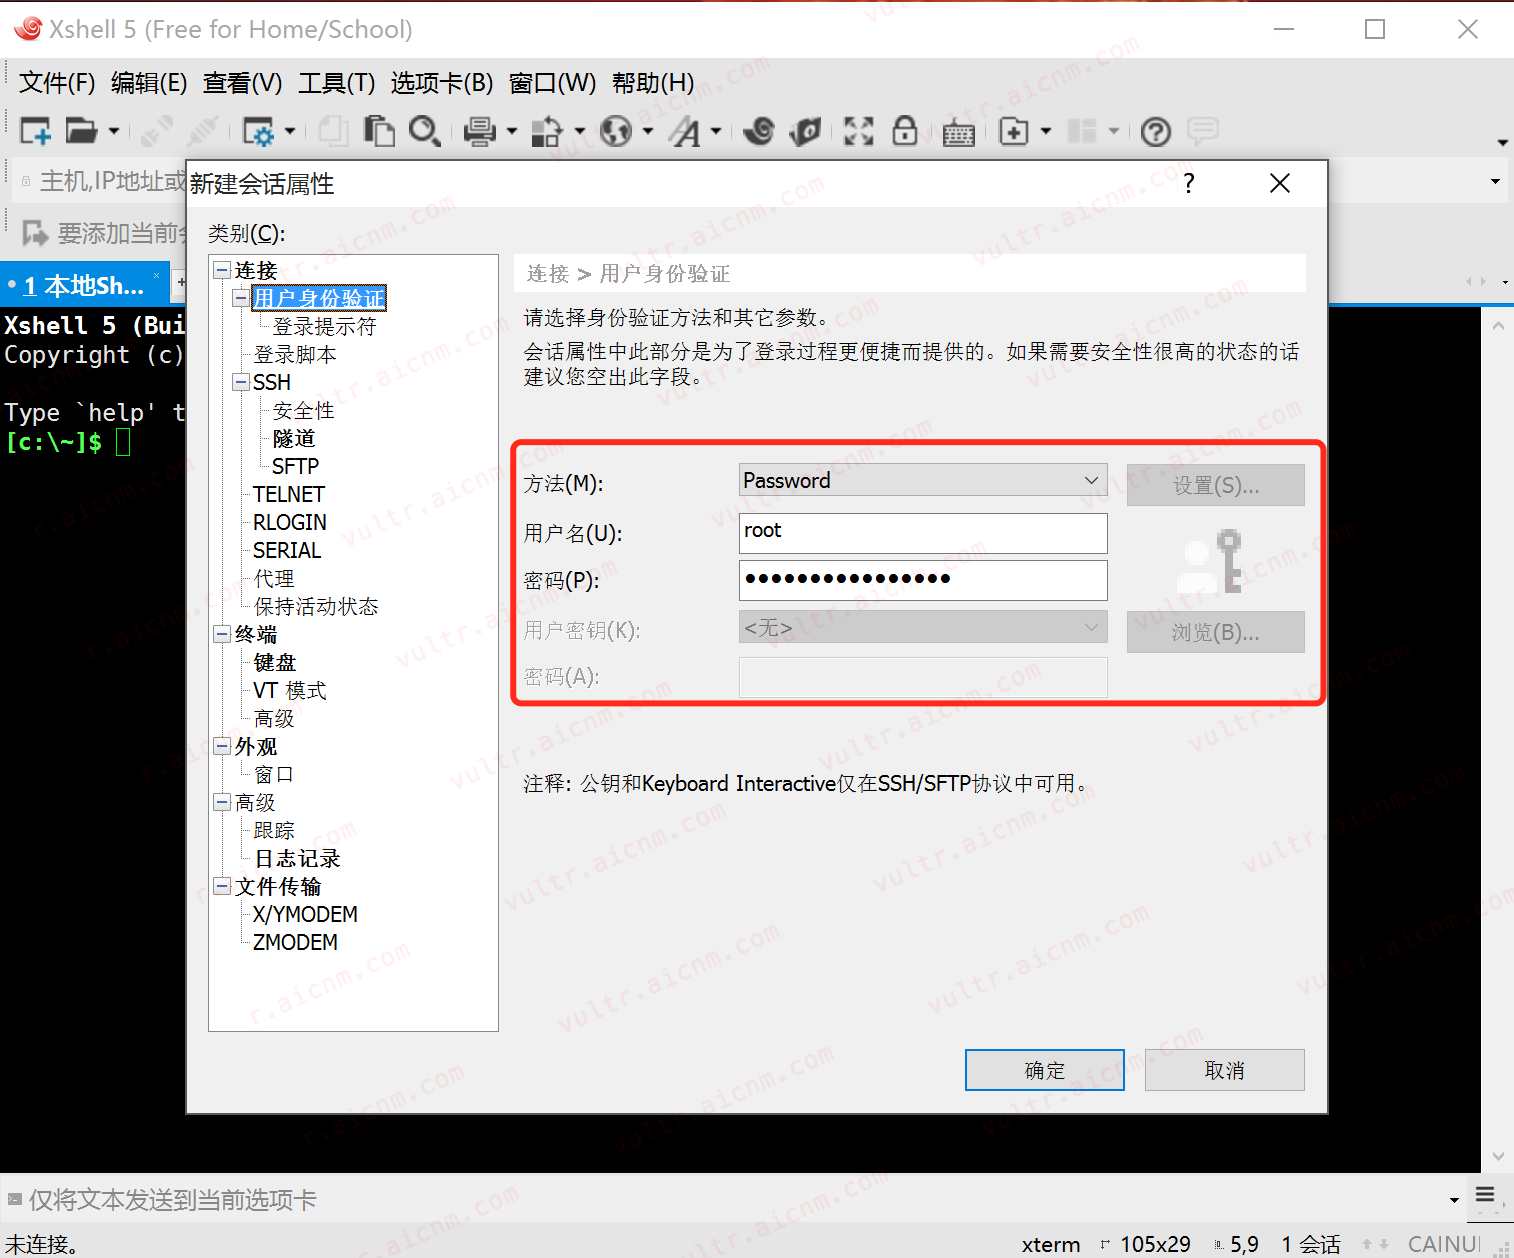 Xshell 5 (Free for Home/School)
文件(F) 编辑(E) 查看(V) 工具(T) 选项卡(B) 窗口(W) 帮助(H)
主机,IP地址或
要添加当前
1 本地Sh... +
Xshell 5 (Bui
Copyright (c)
Type `help' t
[c:\~]$
新建会话属性 ?
类别(C):
连接
用户身份验证
登录提示符
登录脚本
SSH
安全性
隧道
SFTP
TELNET
RLOGIN
SERIAL
代理
保持活动状态
终端
键盘
VT 模式
高级
外观
窗口
高级
跟踪
日志记录
文件传输
X/YMODEM
ZMODEM
连接 > 用户身份验证
请选择身份验证方法和其它参数。
会话属性中此部分是为了登录过程更便捷而提供的。如果需要安全性很高的状态的话
建议您空出此字段。
方法(M): Password 设置(S)...
用户名(U): root
密码(P): ●●●●●●●●●●●●●●●●
用户密钥(K): <无> 浏览(B)...
密码(A):
注释: 公钥和Keyboard Interactive仅在SSH/SFTP协议中可用。
确定 取消
仅将文本发送到当前选项卡
未连接。 xterm 105x29 5,9 1 会话 CAINU
vultr.aicnm.com